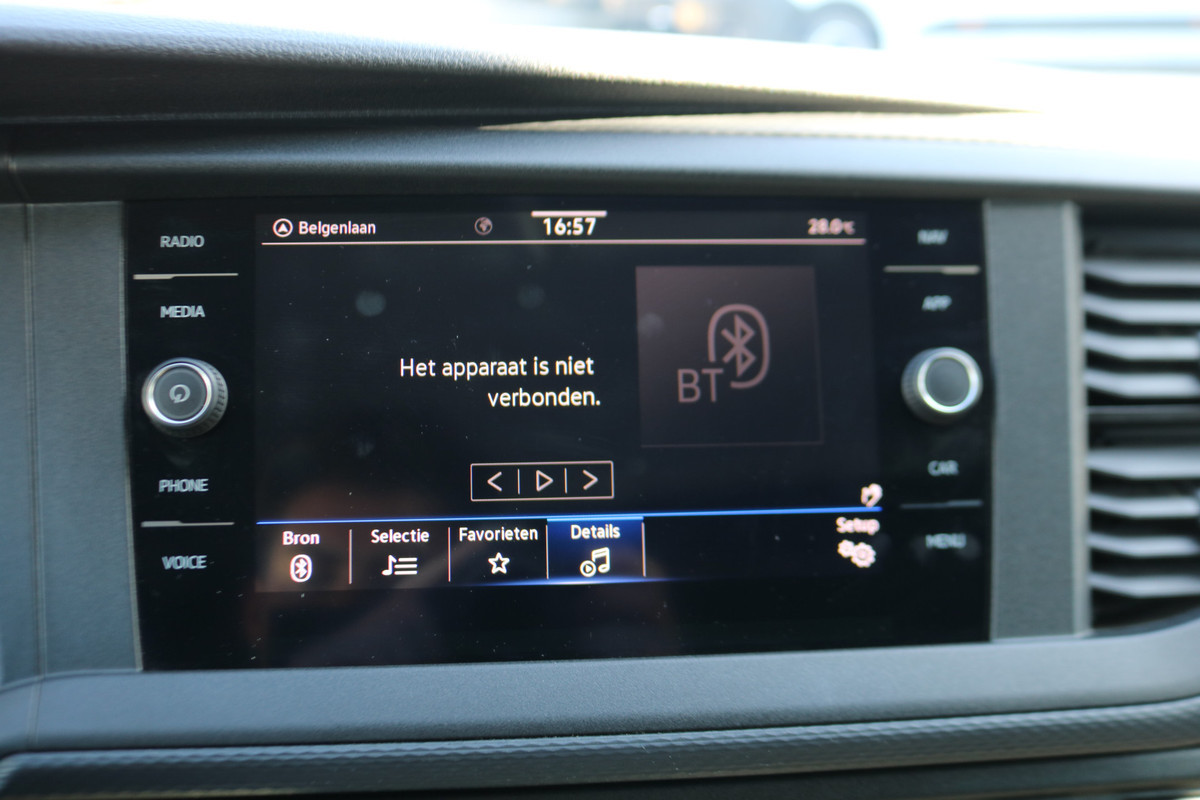 Belgenlaan 16:57 28.0°C
RADIO
MEDIA
PHONE
VOICE
Het apparaat is niet
verbonden.
BT
Bron
Selectie
Favorieten
Details
Setup
NAV
APP
CAR
MENU